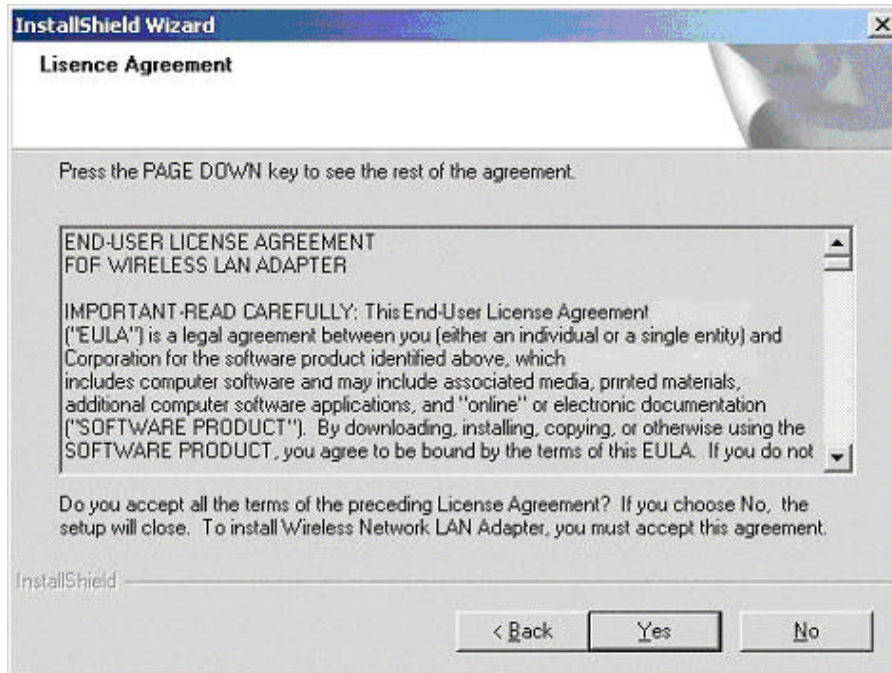 InstallShield Wizard
Lisence Agreement
Press the PAGE DOWN key to see the rest of the agreement.
END-USER LICENSE AGREEMENT
FOR WIRELESS LAN ADAPTER
IMPORTANT-READ CAREFULLY: This End-User License Agreement
("EULA") is a legal agreement between you (either an individual or a single entity) and
Corporation for the software product identified above, which
includes computer software and may include associated media, printed materials,
additional computer software applications, and "online" or electronic documentation
("SOFTWARE PRODUCT"). By downloading, installing, copying, or otherwise using the
SOFTWARE PRODUCT, you agree to be bound by the terms of this EULA. If you do not
Do you accept all the terms of the preceding License Agreement? If you choose No, the
setup will close. To install Wireless Network LAN Adapter, you must accept this agreement.
InstallShield
< Back
Yes
No